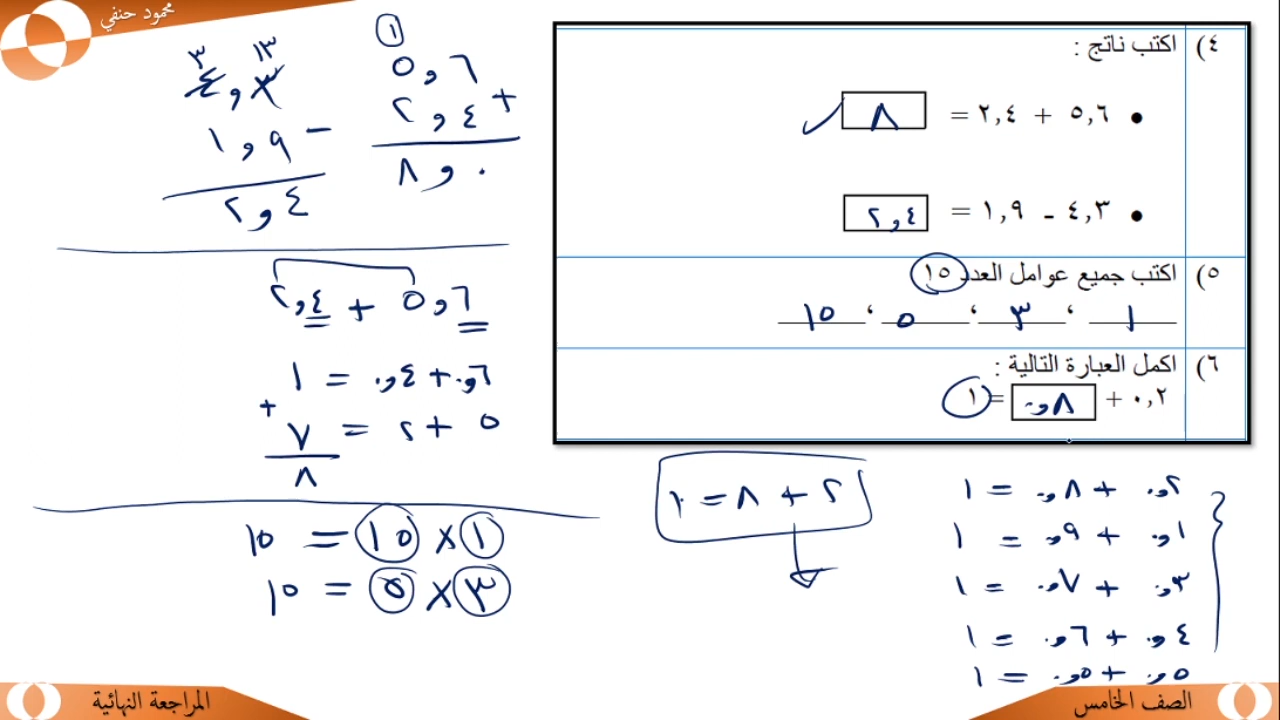 محمود حنفي
٤) اكتب ناتج :
• ٥,٦ + ٢,٤ = ٨
• ٤,٣ - ١,٩ = ٢,٤
٥) اكتب جميع عوامل العدد ١٥
١ ، ٣ ، ٥ ، ١٥
٦) اكمل العبارة التالية :
٠,٢ + ٠,٨ = ١
١
٥,٦
+ ٢,٤
٨,٠
٣ ١٣
٤,٣
- ١,٩
٢,٤
٥,٦ + ٢,٤
٠,٦ + ٠,٤ = ١
٥ + ٢ = ٧
+
٨
١ × ١٥ = ١٥
٣ × ٥ = ١٥
٢ + ٨ = ١٠
٠,٢ + ٠,٨ = ١
٠,١ + ٠,٩ = ١
٠,٣ + ٠,٧ = ١
٠,٤ + ٠,٦ = ١
٠,٥ + ٠,٥ = ١
الصف الخامس
المراجعة النهائية